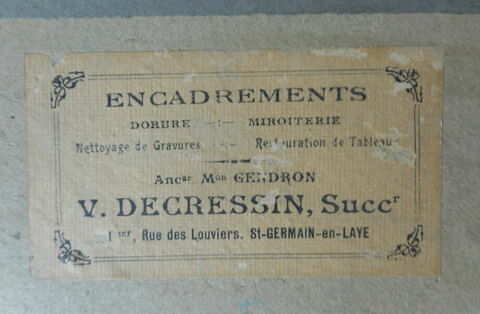 ENCADREMENTS
DORURE -:- MIROITERIE
Nettoyage de Gravures -:- Restauration de Tableaux
Ancne Mon GENDRON
V. DECRESSIN, Succr
Rue des Louviers. St-GERMAIN-en-LAYE